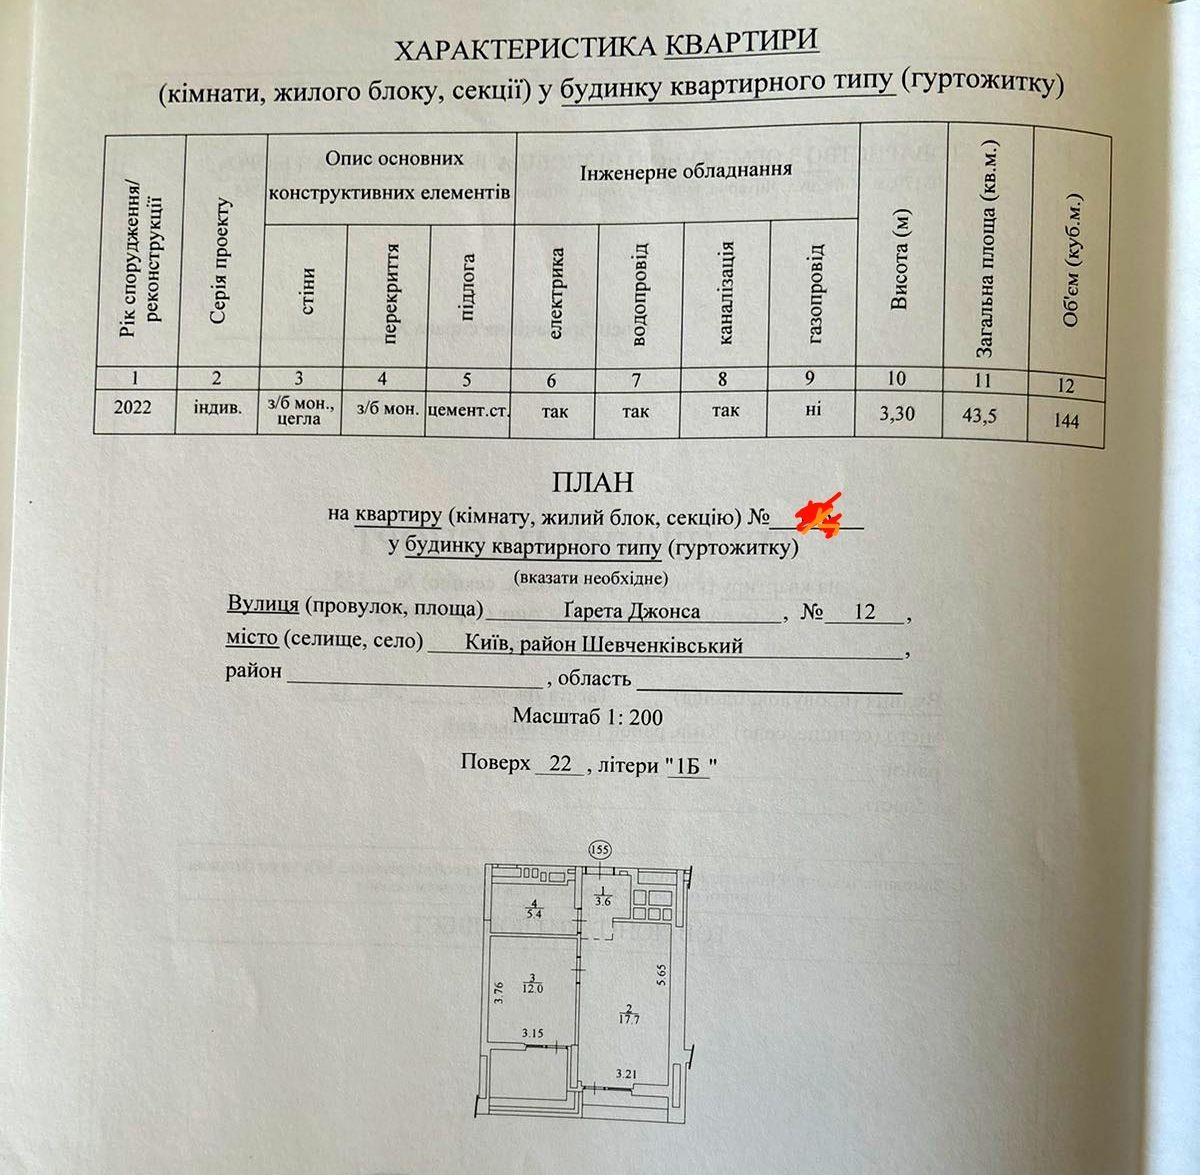 ХАРАКТЕРИСТИКА КВАРТИРИ
(кімнати, жилого блоку, секції) у будинку квартирного типу (гуртожитку)
Рік спорудження/реконструкції
Серія проекту
Опис основних конструктивних елементів
стіни
перекриття
підлога
Інженерне обладнання
електрика
водопровід
каналізація
газопровід
Висота (м)
Загальна площа (кв.м.)
Об'єм (куб.м.)
1 2 3 4 5 6 7 8 9 10 11 12
2022 індив. з/б мон., цегла з/б мон. цемент.ст. так так так ні 3,30 43,5 144
ПЛАН
на квартиру (кімнату, жилий блок, секцію) №
у будинку квартирного типу (гуртожитку)
(вказати необхідне)
Вулиця (провулок, площа) Ґарета Джонса , № 12 ,
місто (селище, село) Київ, район Шевченківський ,
район , область
Масштаб 1: 200
Поверх 22 , літери "1Б "
155
4
5.4
1
3.6
3
12.0
3.76
3.15
2
17.7
5.65
3.21